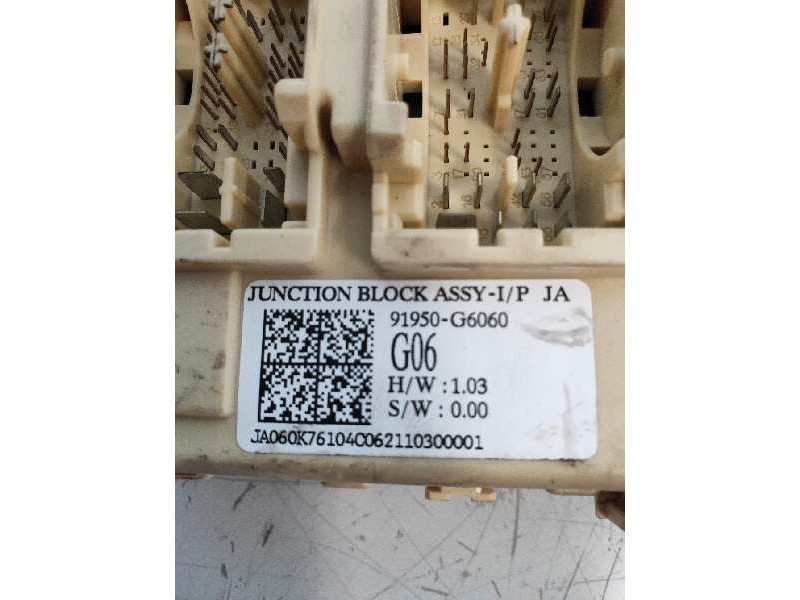 JUNCTION BLOCK ASSY-I/P JA
91950-G6060
G06
H/W : 1.03
S/W : 0.00
JA060K76104C062110300001